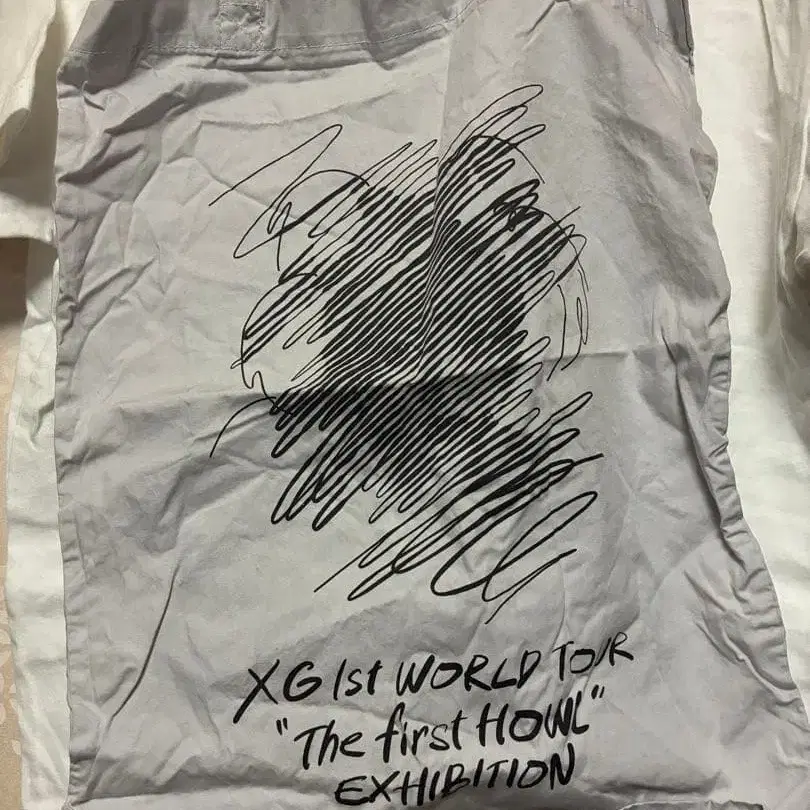 XG 1st WORLD TOUR
"The first HOWL"
EXHIBITION